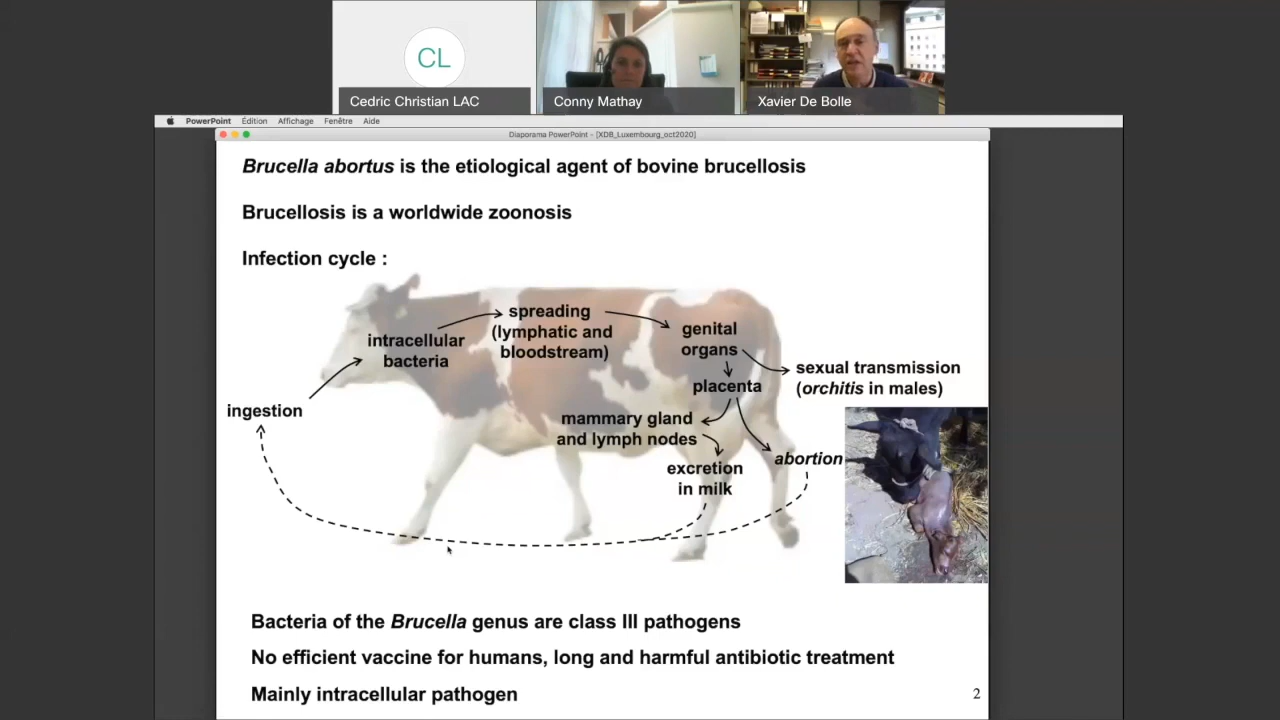 CL
Cedric Christian LAC
Conny Mathay
Xavier De Bolle
PowerPoint Édition Affichage Fenêtre Aide
Diaporama PowerPoint - [XDB_Luxembourg_oct2020]
Brucella abortus is the etiological agent of bovine brucellosis
Brucellosis is a worldwide zoonosis
Infection cycle :
ingestion
intracellular
bacteria
spreading
(lymphatic and
bloodstream)
genital
organs
sexual transmission
(orchitis in males)
placenta
mammary gland
and lymph nodes
excretion
in milk
abortion
Bacteria of the Brucella genus are class III pathogens
No efficient vaccine for humans, long and harmful antibiotic treatment
Mainly intracellular pathogen
2